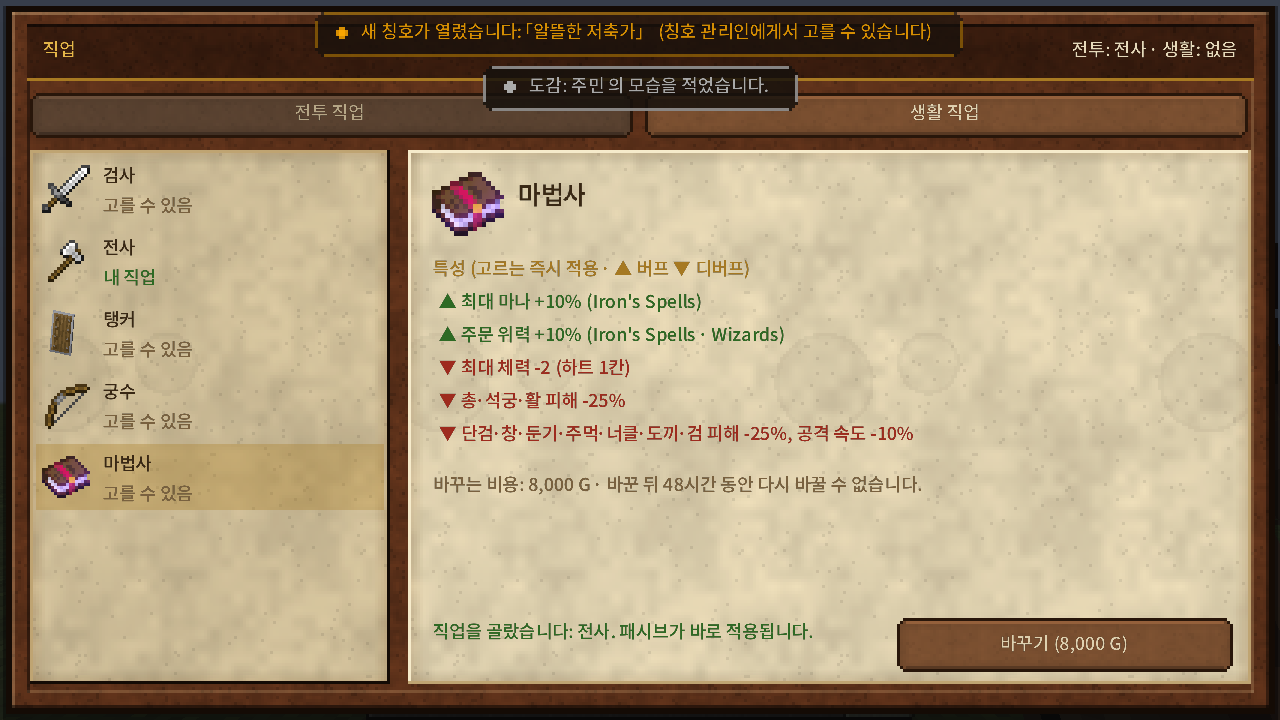 새 칭호가 열렸습니다: 「알뜰한 저축가」 (칭호 관리인에게서 고를 수 있습니다)
직업
전투: 전사 · 생활: 없음
도감: 주민 의 모습을 적었습니다.
전투 직업
생활 직업
검사
고를 수 있음
전사
내 직업
탱커
고를 수 있음
궁수
고를 수 있음
마법사
고를 수 있음
마법사
특성 (고르는 즉시 적용 · ▲ 버프 ▼ 디버프)
▲ 최대 마나 +10% (Iron's Spells)
▲ 주문 위력 +10% (Iron's Spells · Wizards)
▼ 최대 체력 -2 (하트 1칸)
▼ 총·석궁·활 피해 -25%
▼ 단검·창·둔기·주먹·너클·도끼·검 피해 -25%, 공격 속도 -10%
바꾸는 비용: 8,000 G · 바꾼 뒤 48시간 동안 다시 바꿀 수 없습니다.
직업을 골랐습니다: 전사. 패시브가 바로 적용됩니다.
바꾸기 (8,000 G)